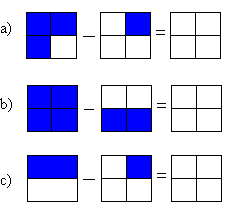 a) − =
b) − =
c) − =